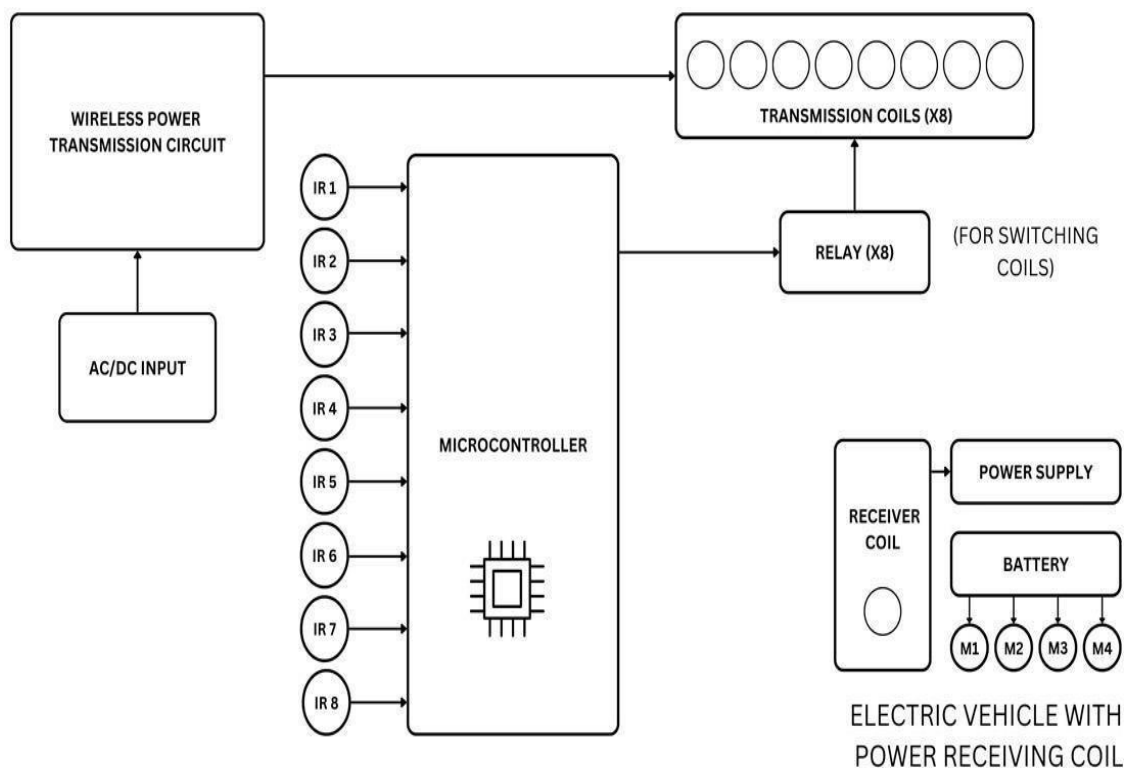 WIRELESS POWER
TRANSMISSION CIRCUIT
TRANSMISSION COILS (X8)
IR 1
IR 2
IR 3
IR 4
IR 5
IR 6
IR 7
IR 8
AC/DC INPUT
MICROCONTROLLER
RELAY (X8)
(FOR SWITCHING
COILS)
RECEIVER
COIL
POWER SUPPLY
BATTERY
M1
M2
M3
M4
ELECTRIC VEHICLE WITH
POWER RECEIVING COIL